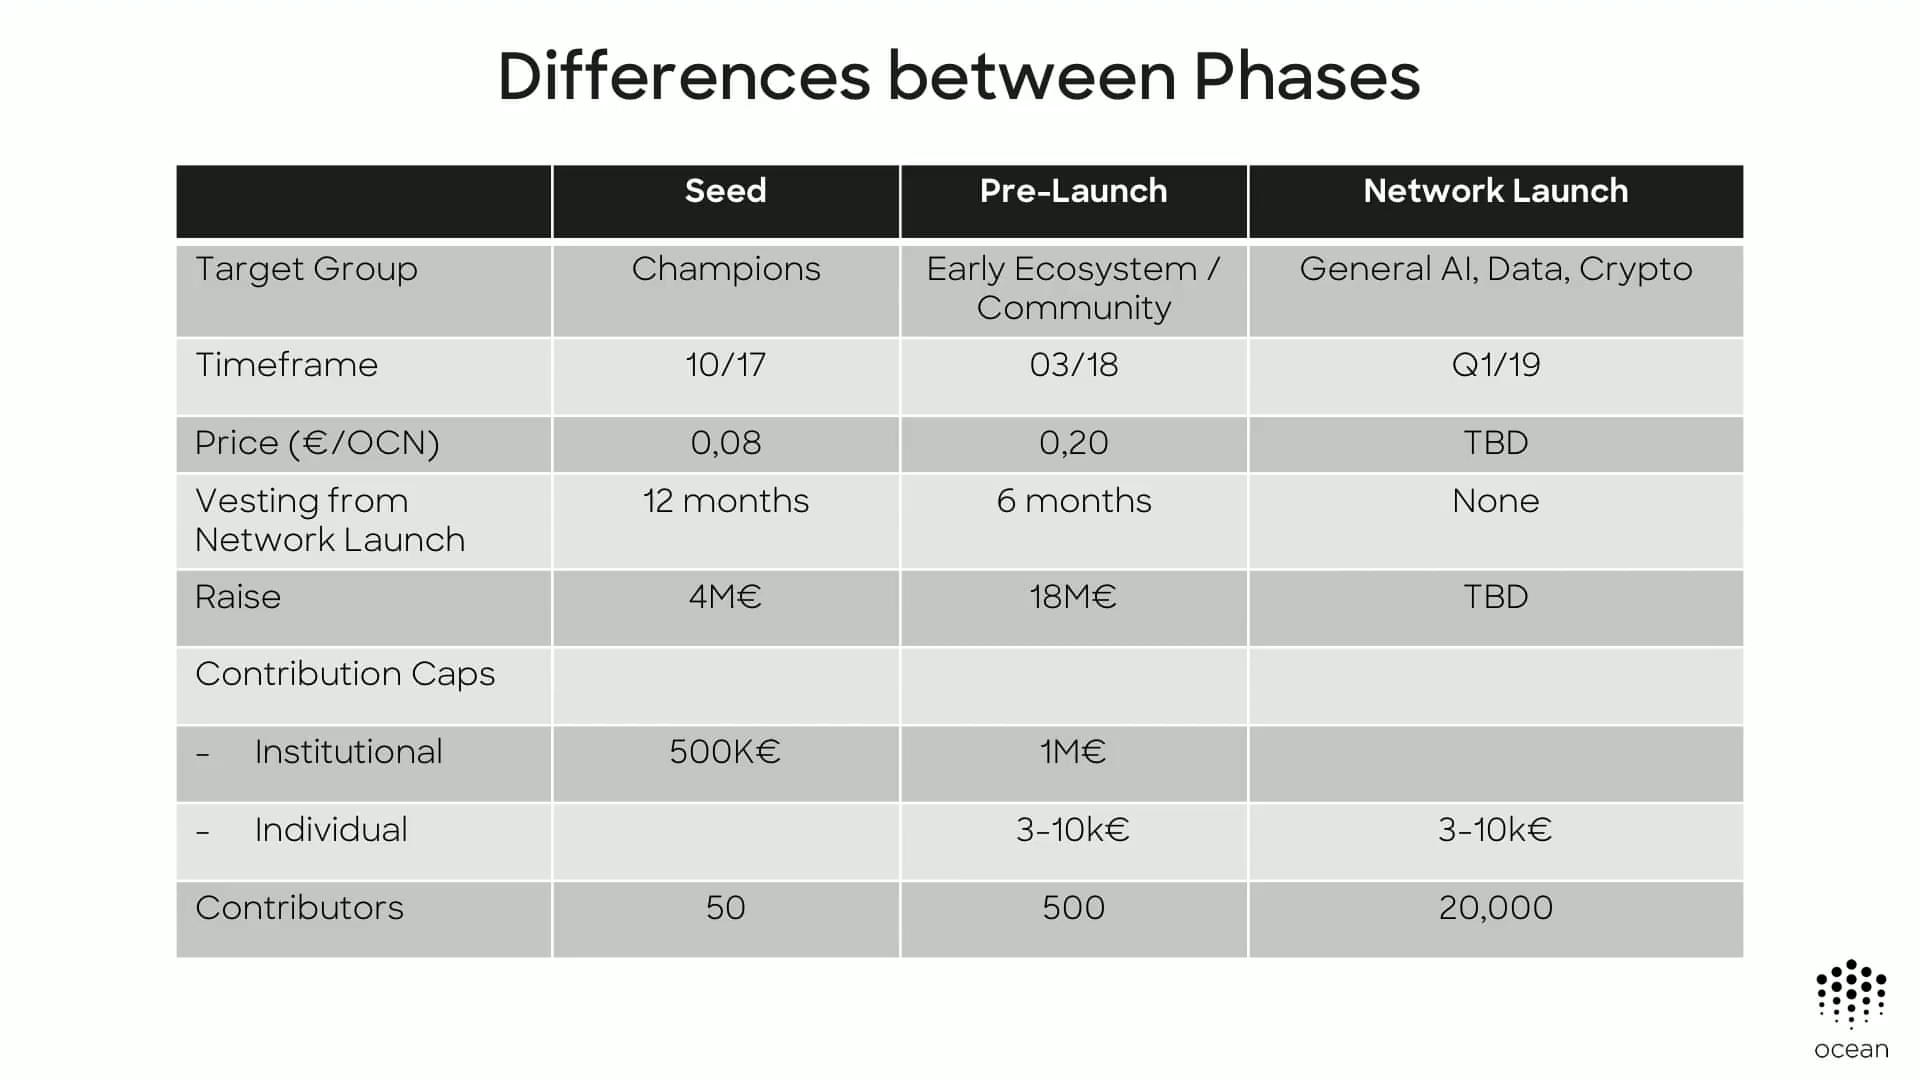 Differences between Phases
Seed Pre-Launch Network Launch
Target Group Champions Early Ecosystem / General AI, Data, Crypto
Community
Timeframe 10/17 03/18 Q1/19
Price (€/OCN) 0,08 0,20 TBD
Vesting from 12 months 6 months None
Network Launch
Raise 4M€ 18M€ TBD
Contribution Caps
- Institutional 500K€ 1M€
- Individual 3-10k€ 3-10k€
Contributors 50 500 20,000
ocean